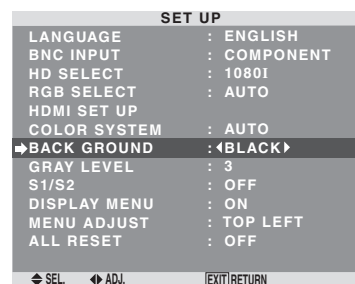 SET UP
LANGUAGE : ENGLISH
BNC INPUT : COMPONENT
HD SELECT : 1080I
RGB SELECT : AUTO
HDMI SET UP
COLOR SYSTEM : AUTO
➡BACK GROUND : ◀BLACK▶
GRAY LEVEL : 3
S1/S2 : OFF
DISPLAY MENU : ON
MENU ADJUST : TOP LEFT
ALL RESET : OFF
SEL. ADJ. EXIT RETURN